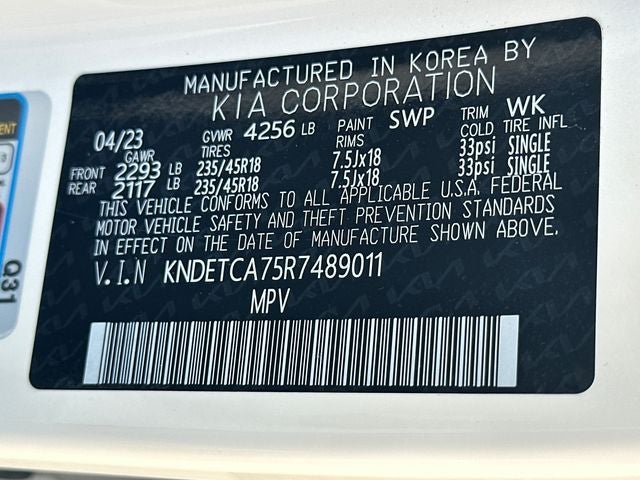 MANUFACTURED IN KOREA BY
KIA CORPORATION
04/23 GVWR 4256 LB PAINT SWP TRIM WK
GAWR TIRES RIMS COLD TIRE INFL
FRONT 2293 LB 235/45R18 7.5Jx18 33psi SINGLE
REAR 2117 LB 235/45R18 7.5Jx18 33psi SINGLE
THIS VEHICLE CONFORMS TO ALL APPLICABLE U.S.A. FEDERAL
MOTOR VEHICLE SAFETY AND THEFT PREVENTION STANDARDS
IN EFFECT ON THE DATE OF MANUFACTURE SHOWN ABOVE.
V.I.N KNDETCA75R7489011
MPV
Q31